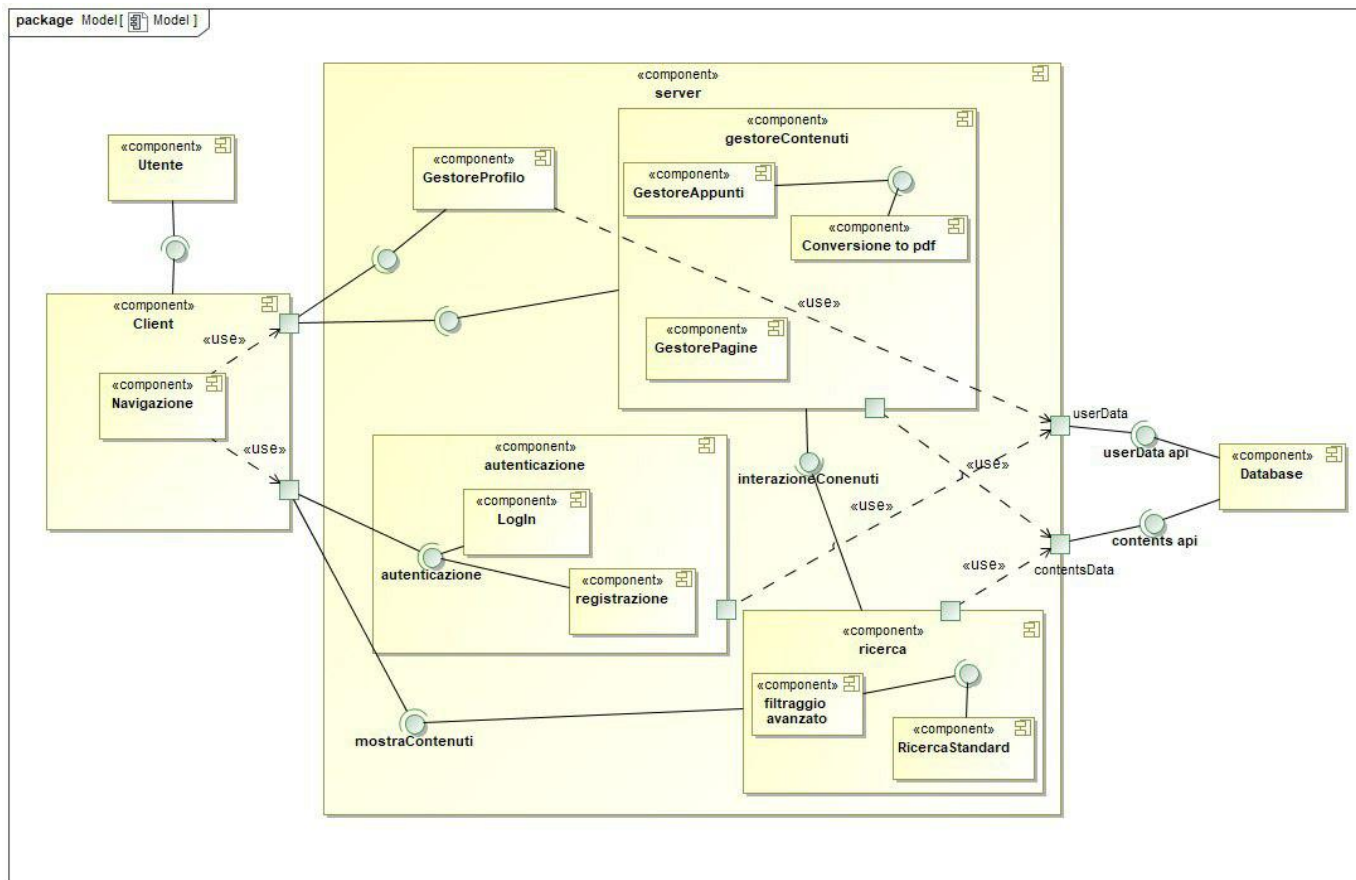 package Model[ Model ]
«component»
server
«component»
gestoreContenuti
«component»
Utente
«component»
GestoreProfilo
«component»
GestoreAppunti
«component»
Conversione to pdf
«use»
«component»
Client
«use»
«component»
GestorePagine
«component»
Navigazione
«use»
userData
userData api
«component»
Database
«component»
autenticazione
interazioneConenuti
«use»
«use»
«component»
LogIn
contents api
«use»
contentsData
autenticazione
«component»
registrazione
«component»
ricerca
«component»
filtraggio
avanzato
«component»
RicercaStandard
mostraContenuti